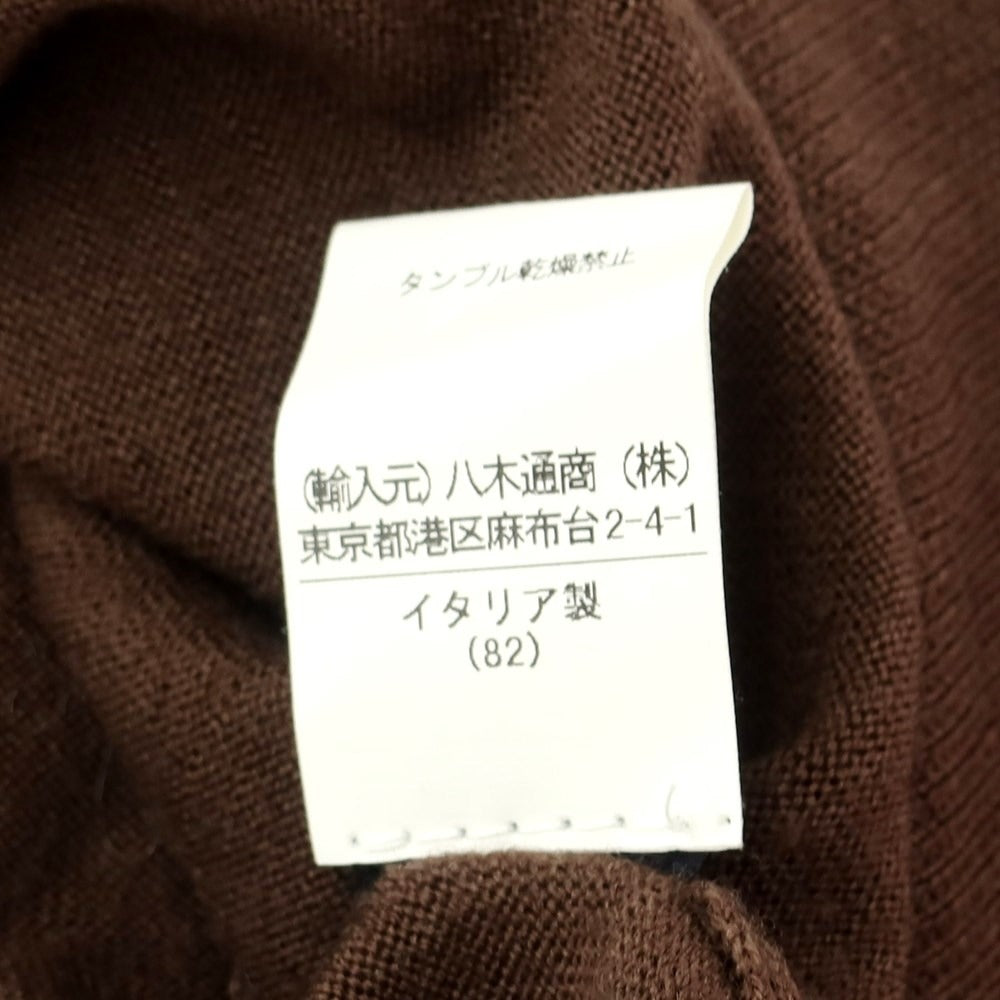 タンブル乾燥禁止
(輸入元) 八木通商 (株)
東京都港区麻布台2-4-1
イタリア製
(82)